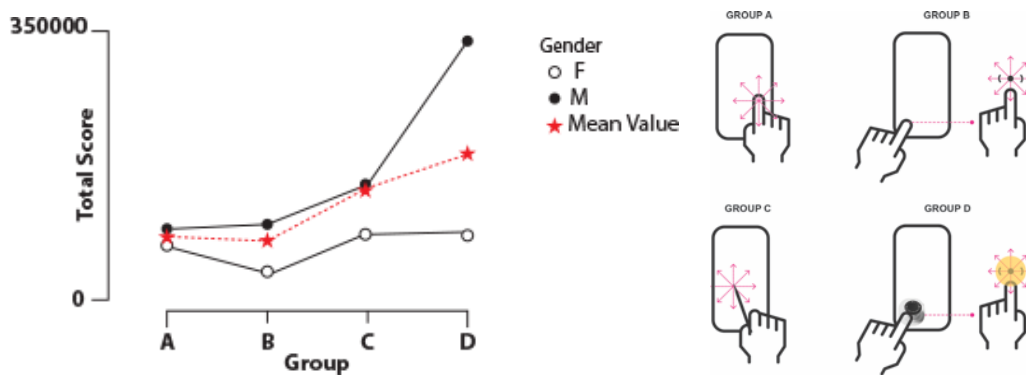 350000
Total Score
0
A B C D
Group
Gender
F
M
Mean Value
GROUP A
GROUP B
GROUP C
GROUP D